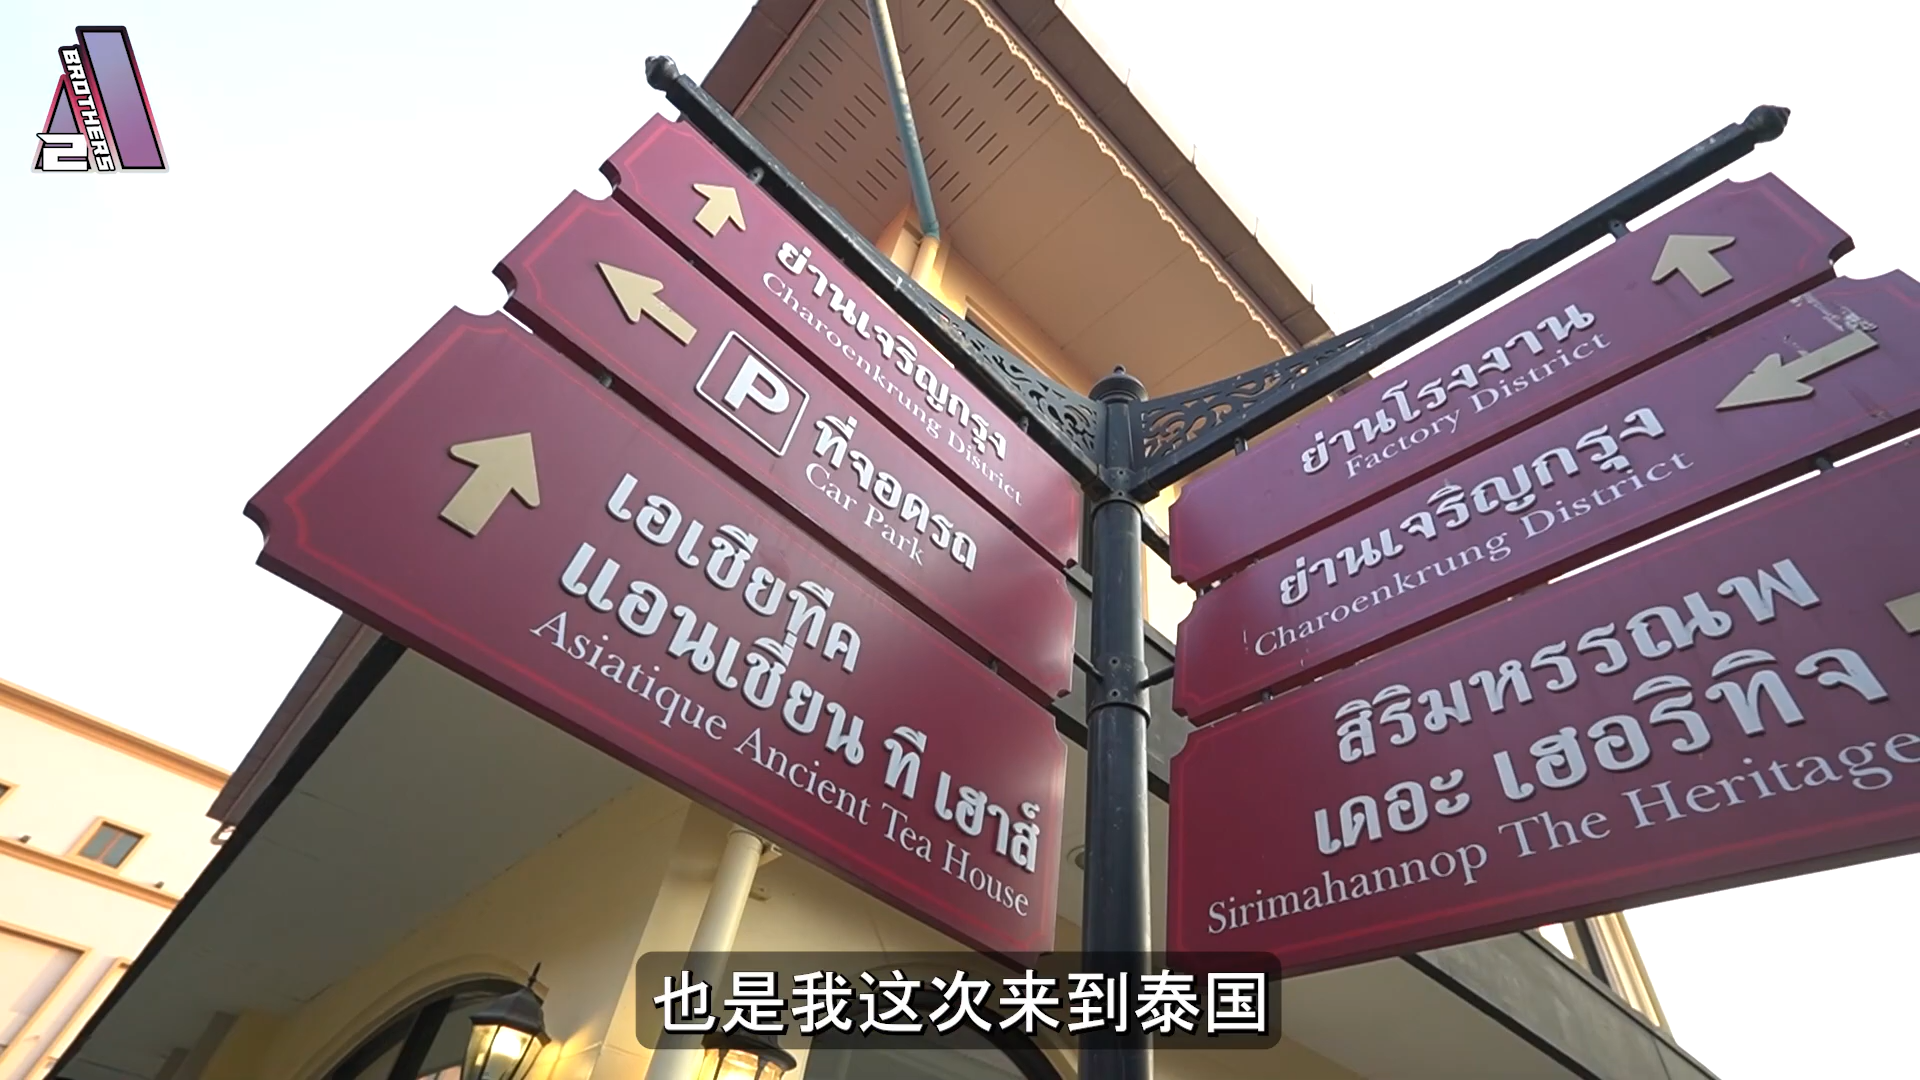 BROTHERS
2
ย่านเจริญกรุง
Charoenkrung District
P
ที่จอดรถ
Car Park
เอเชียทีค
แอนเชี่ยน ที เฮาส์
Asiatique Ancient Tea House
ย่านโรงงาน
Factory District
ย่านเจริญกรุง
Charoenkrung District
สิริมหรรณพ
เดอะ เฮอริทิจ
Sirimahannop The Heritage
也是我这次来到泰国